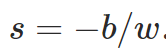 s = −b/w.